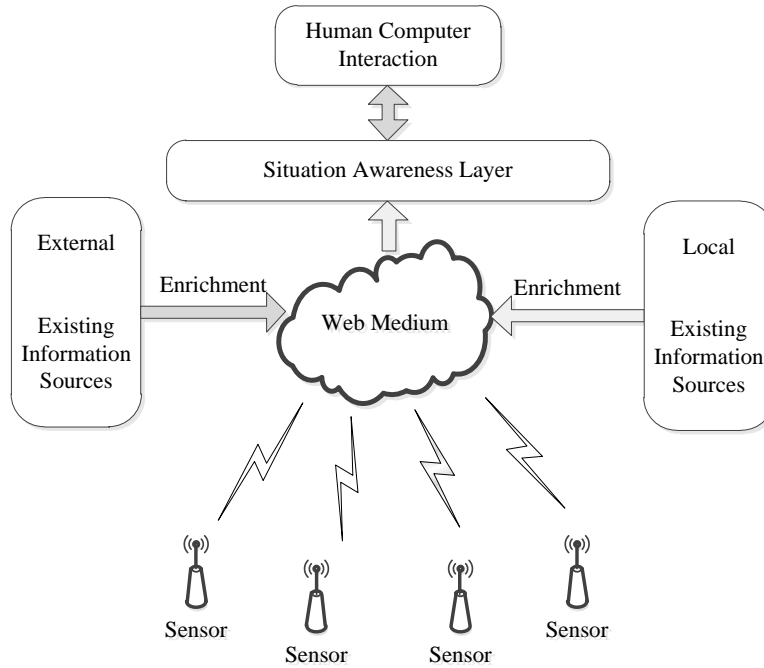 Human Computer
Interaction
Situation Awareness Layer
External
Existing
Information
Sources
Enrichment
Web Medium
Enrichment
Local
Existing
Information
Sources
Sensor
Sensor
Sensor
Sensor